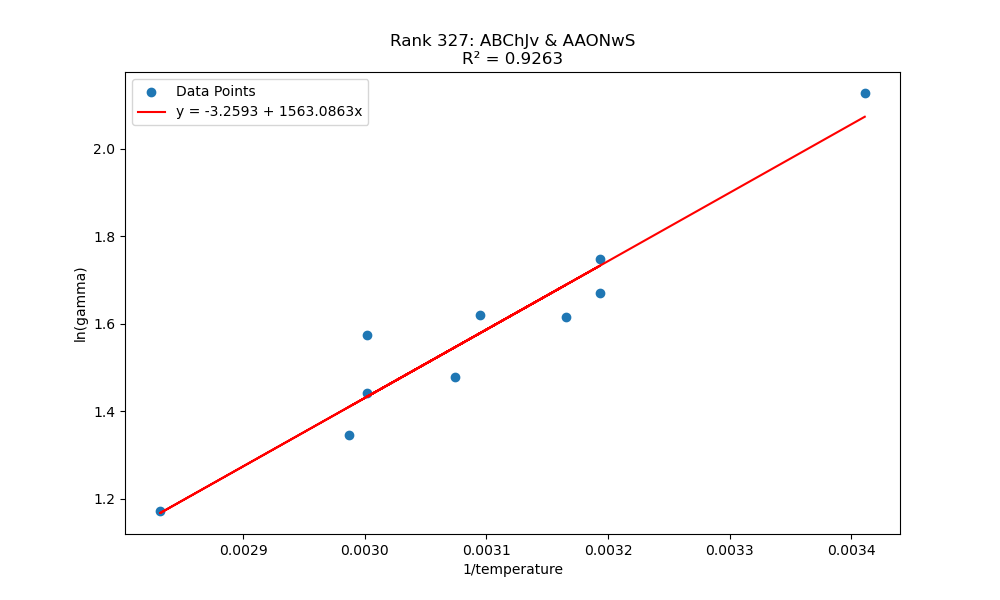 Rank 327: ABChJv & AAONwS
R² = 0.9263
Data Points
y = -3.2593 + 1563.0863x
ln(gamma)
2.0
1.8
1.6
1.4
1.2
0.0029 0.0030 0.0031 0.0032 0.0033 0.0034
1/temperature